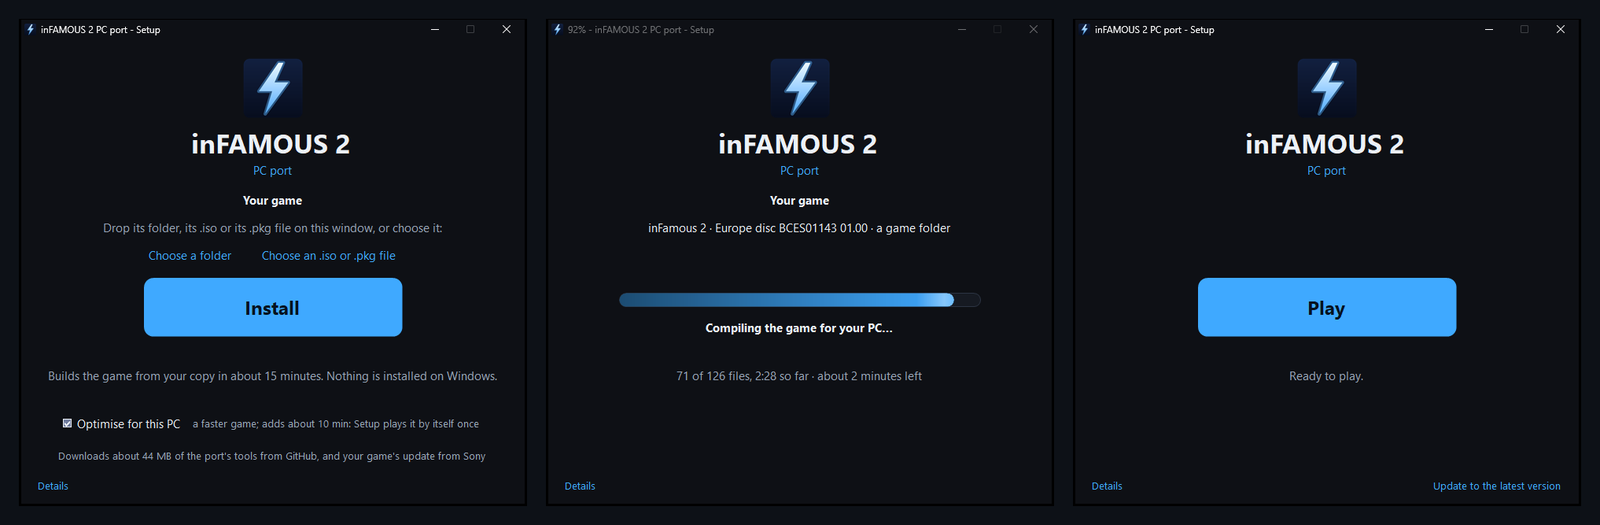 inFAMOUS 2 PC port - Setup
inFAMOUS 2
PC port
Your game
Drop its folder, its .iso or its .pkg file on this window, or choose it:
Choose a folder
Choose an .iso or .pkg file
Install
Builds the game from your copy in about 15 minutes. Nothing is installed on Windows.
Optimise for this PC
a faster game; adds about 10 min: Setup plays it by itself once
Downloads about 44 MB of the port's tools from GitHub, and your game's update from Sony
Details
92% - inFAMOUS 2 PC port - Setup
inFAMOUS 2
PC port
Your game
inFamous 2 · Europe disc BCES01143 01.00 · a game folder
Compiling the game for your PC...
71 of 126 files, 2:28 so far · about 2 minutes left
Details
inFAMOUS 2 PC port - Setup
inFAMOUS 2
PC port
Play
Ready to play.
Details
Update to the latest version